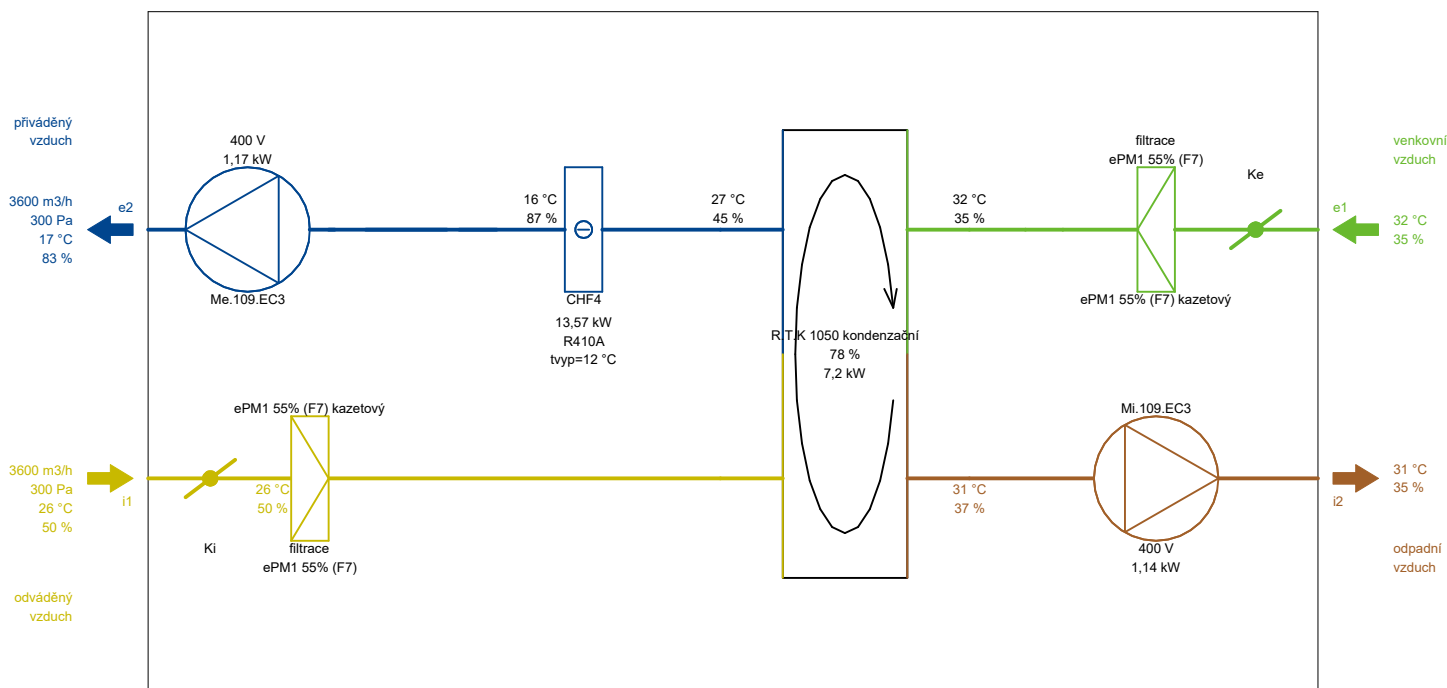 přiváděný
vzduch
3600 m3/h
300 Pa
17 °C
83 %
e2
400 V
1,17 kW
Me.109.EC3
16 °C
87 %
CHF4
13,57 kW
R410A
tvyp=12 °C
27 °C
45 %
R.T.K 1050 kondenzační
78 %
7,2 kW
32 °C
35 %
filtrace
ePM1 55% (F7)
ePM1 55% (F7) kazetový
Ke
e1
venkovní
vzduch
32 °C
35 %
3600 m3/h
300 Pa
26 °C
50 %
i1
odváděný
vzduch
Ki
26 °C
50 %
ePM1 55% (F7) kazetový
filtrace
ePM1 55% (F7)
31 °C
37 %
Mi.109.EC3
400 V
1,14 kW
i2
31 °C
35 %
odpadní
vzduch